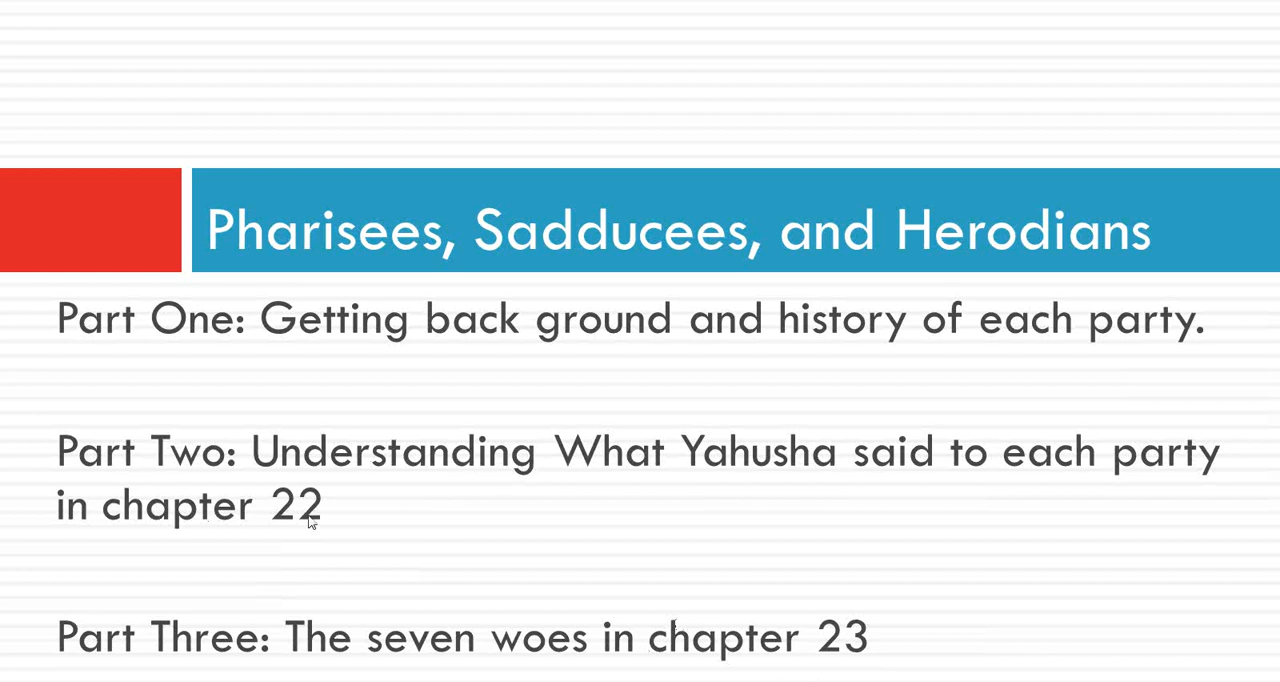 Pharisees, Sadducees, and Herodians
Part One: Getting back ground and history of each party.
Part Two: Understanding What Yahusha said to each party
in chapter 22
Part Three: The seven woes in chapter 23